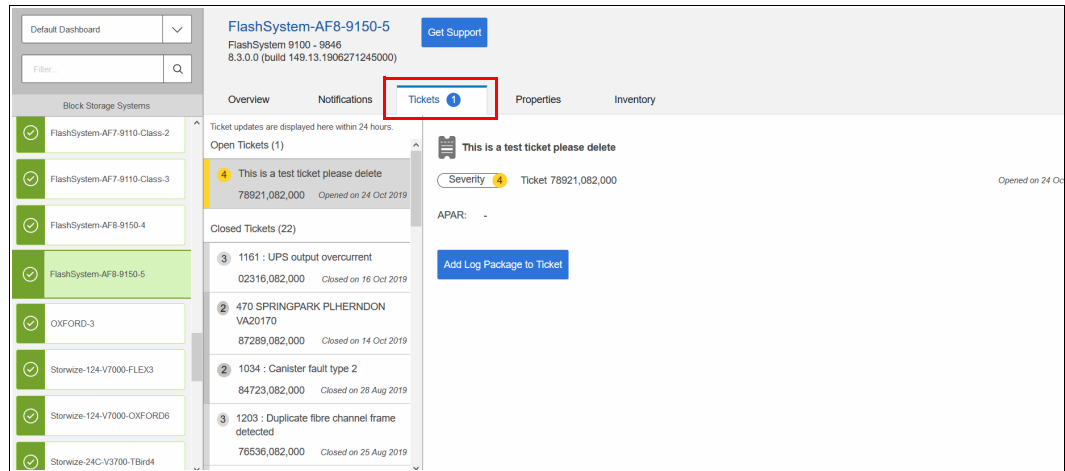 Default Dashboard
Filter...
Block Storage Systems
FlashSystem-AF7-9110-Class-2
FlashSystem-AF7-9110-Class-3
FlashSystem-AF8-9150-4
FlashSystem-AF8-9150-5
OXFORD-3
Storwize-124-V7000-FLEX3
Storwize-124-V7000-OXFORD6
Storwize-24C-V3700-TBird4
FlashSystem-AF8-9150-5
FlashSystem 9100 - 9846
8.3.0.0 (build 149.13.1906271245000)
Get Support
Overview Notifications Tickets 1 Properties Inventory
Ticket updates are displayed here within 24 hours.
Open Tickets (1)
4 This is a test ticket please delete
78921,082,000 Opened on 24 Oct 2019
Closed Tickets (22)
3 1161 : UPS output overcurrent
02316,082,000 Closed on 16 Oct 2019
2 470 SPRINGPARK PLHERNDON
VA20170
87289,082,000 Closed on 14 Oct 2019
2 1034 : Canister fault type 2
84723,082,000 Closed on 28 Aug 2019
3 1203 : Duplicate fibre channel frame
detected
76536,082,000 Closed on 25 Aug 2019
This is a test ticket please delete
Severity 4 Ticket 78921,082,000 Opened on 24 Oc
APAR: -
Add Log Package to Ticket